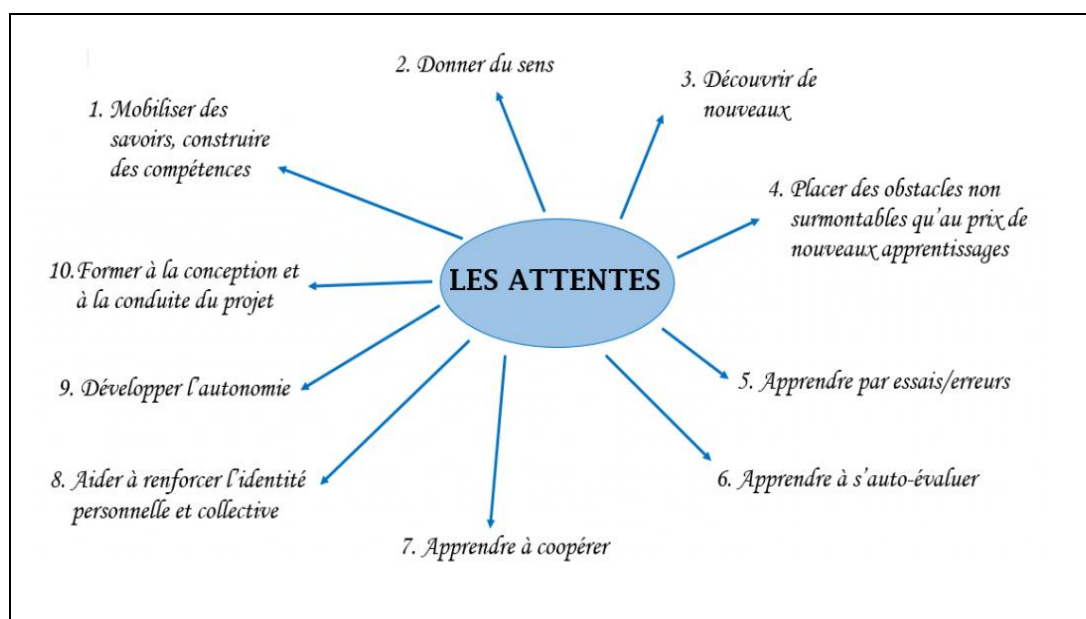 1. Mobiliser des
savoirs, construire
des compétences
2. Donner du sens
3. Découvrir de
nouveaux
4. Placer des obstacles non
surmontables qu'au prix de
nouveaux apprentissages
LES ATTENTES
10. Former à la conception et
à la conduite du projet
9. Développer l'autonomie
5. Apprendre par essais/erreurs
8. Aider à renforcer l'identité
personnelle et collective
6. Apprendre à s'auto-évaluer
7. Apprendre à coopérer